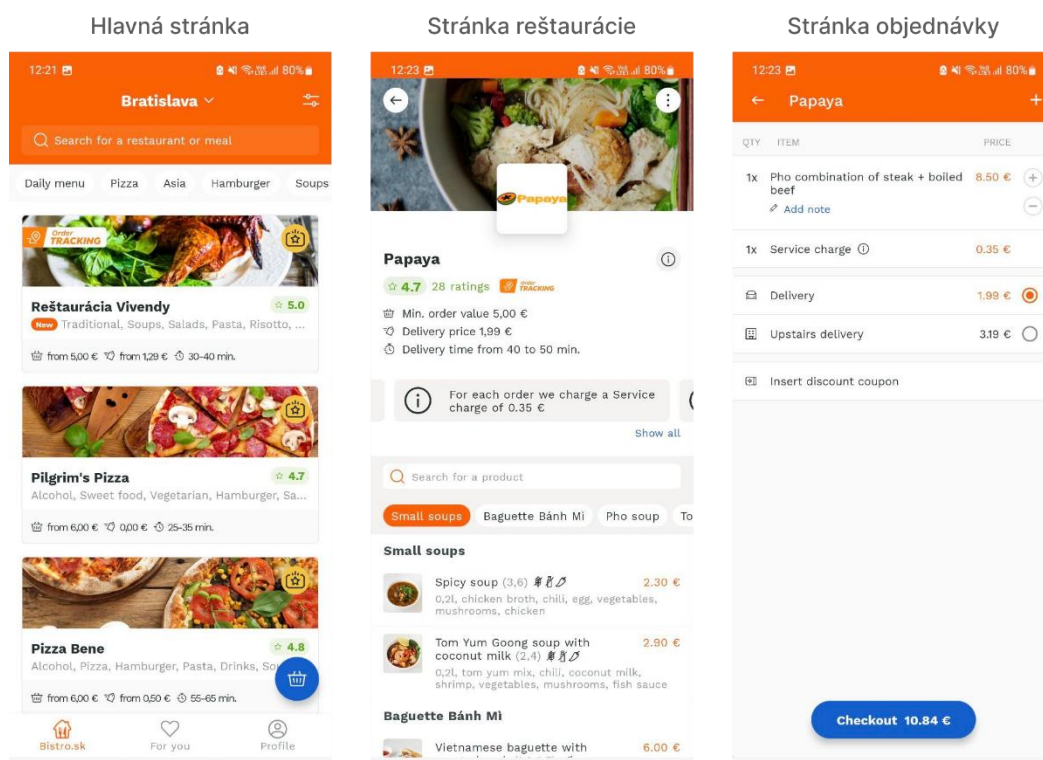 Hlavná stránka
12:21
80%
Bratislava
Search for a restaurant or meal
Daily menu Pizza Asia Hamburger Soups
Order
TRACKING
Reštaurácia Vivendy 5.0
New Traditional, Soups, Salads, Pasta, Risotto, ...
from 5,00 € from 1,29 € 30-40 min.
Pilgrim's Pizza 4.7
Alcohol, Sweet food, Vegetarian, Hamburger, Sa...
from 6,00 € 0,00 € 25-35 min.
Pizza Bene 4.8
Alcohol, Pizza, Hamburger, Pasta, Drinks,
from 6,00 € from 0,50 € 55-65 min.
Bistro.sk For you Profile
Stránka reštaurácie
12:23
80%
Papaya
Papaya
4.7 28 ratings Order TRACKING
Min. order value 5,00 €
Delivery price 1,99 €
Delivery time from 40 to 50 min.
For each order we charge a Service
charge of 0.35 €
Show all
Search for a product
Small soups Baguette Bánh Mì Pho soup To
Small soups
Spicy soup (3,6) 2.30 €
0,2l, chicken broth, chili, egg, vegetables,
mushrooms, chicken
Tom Yum Goong soup with 2.90 €
coconut milk (2,4)
0,2l, tom yum mix, chili, coconut milk,
shrimp, vegetables, mushrooms, fish sauce
Baguette Bánh Mì
Vietnamese baguette with 6.00 €
Stránka objednávky
12:23
80%
Papaya
QTY ITEM PRICE
1x Pho combination of steak + boiled 8.50 €
beef
Add note
1x Service charge 0.35 €
Delivery 1.99 €
Upstairs delivery 3.19 €
Insert discount coupon
Checkout 10.84 €